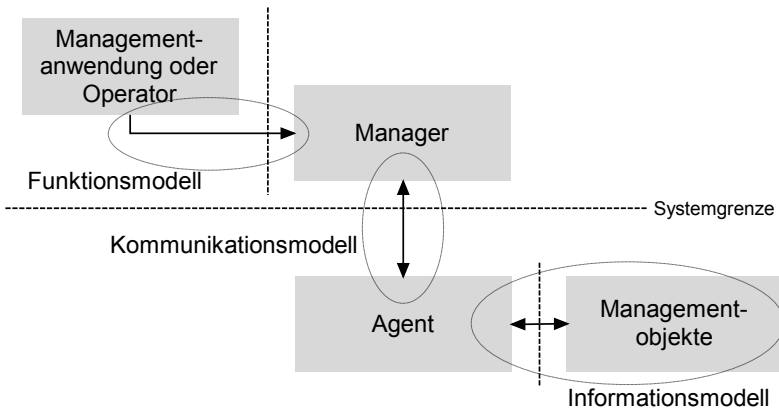 Management-
anwendung oder
Operator
Manager
Funktionsmodell
Systemgrenze
Kommunikationsmodell
Agent
Management-
objekte
Informationsmodell